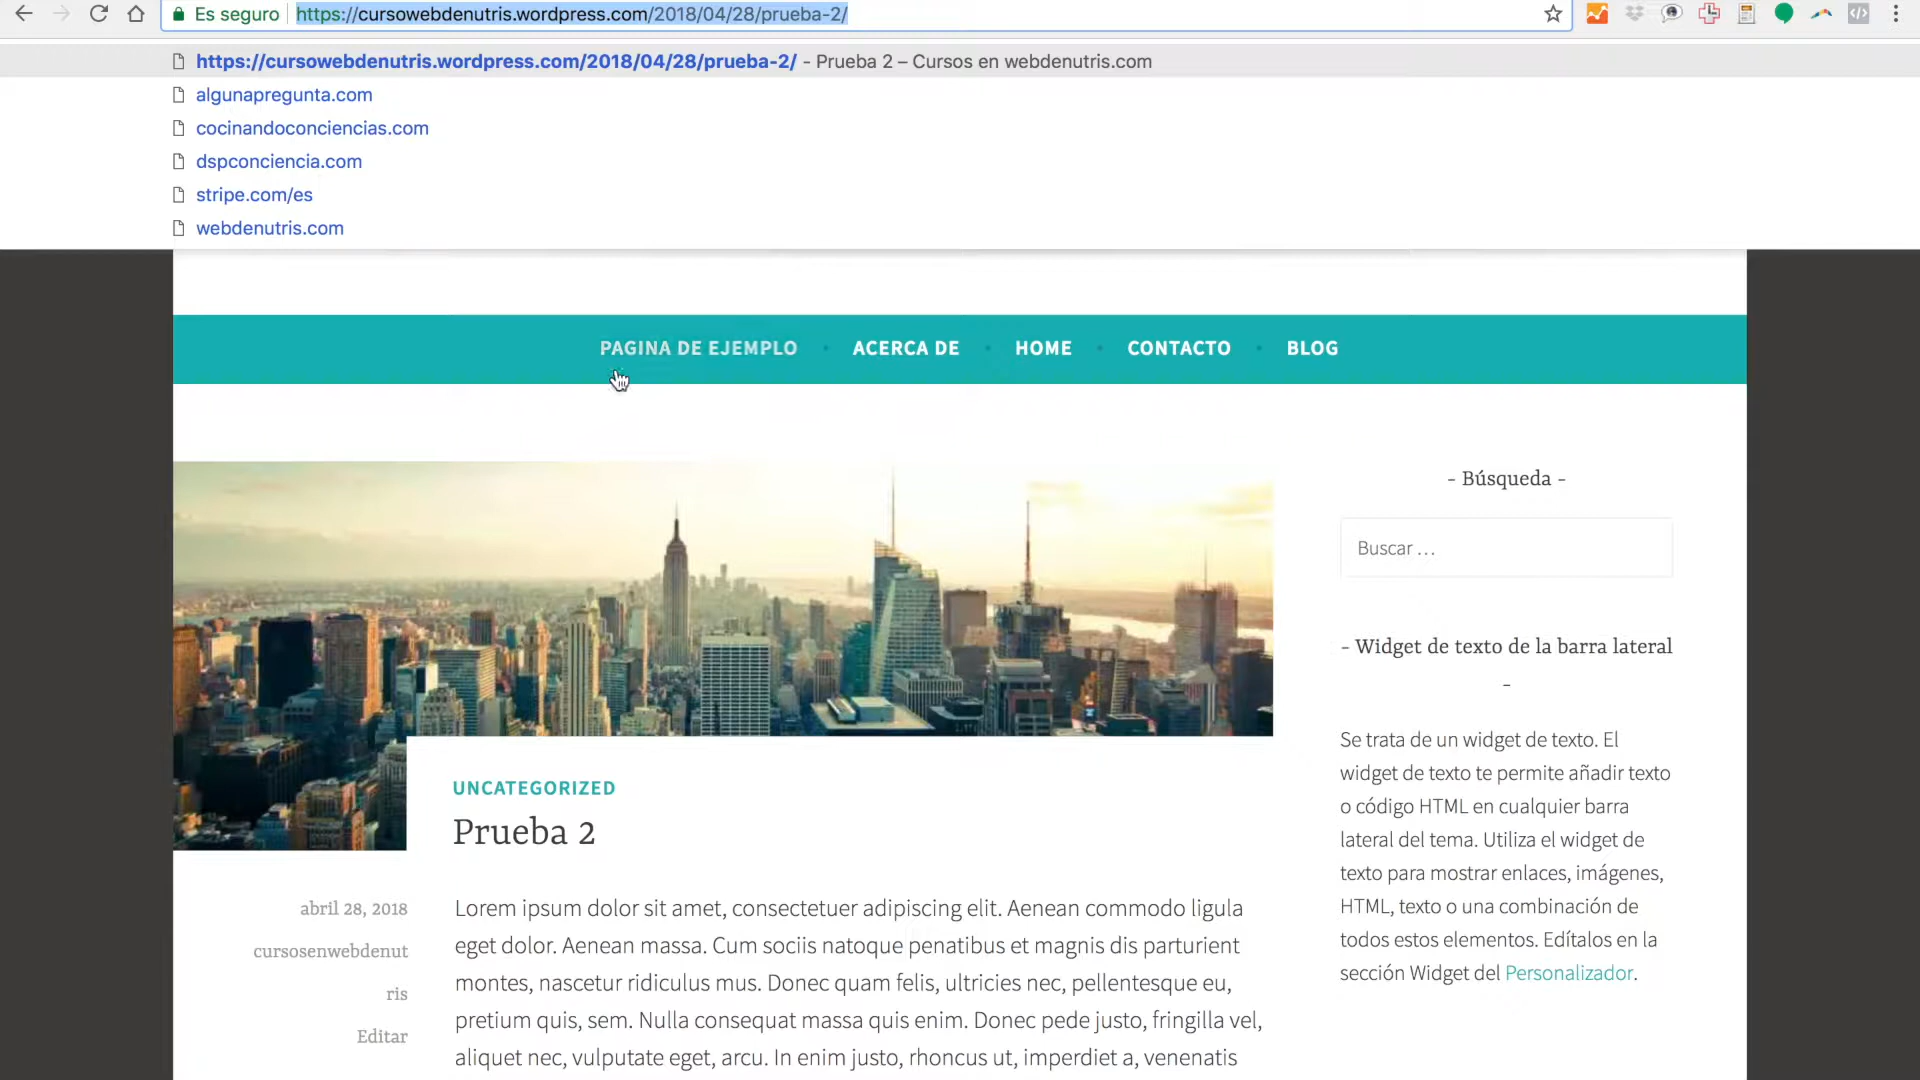 Es seguro https://cursowebdenutris.wordpress.com/2018/04/28/prueba-2/
https://cursowebdenutris.wordpress.com/2018/04/28/prueba-2/ - Prueba 2 – Cursos en webdenutris.com
algunapregunta.com
cocinandoconciencias.com
dspconciencia.com
stripe.com/es
webdenutris.com
PAGINA DE EJEMPLO ACERCA DE HOME CONTACTO BLOG
UNCATEGORIZED
Prueba 2
abril 28, 2018
cursosenwebdenut
ris
Editar
Lorem ipsum dolor sit amet, consectetuer adipiscing elit. Aenean commodo ligula
eget dolor. Aenean massa. Cum sociis natoque penatibus et magnis dis parturient
montes, nascetur ridiculus mus. Donec quam felis, ultricies nec, pellentesque eu,
pretium quis, sem. Nulla consequat massa quis enim. Donec pede justo, fringilla vel,
aliquet nec, vulputate eget, arcu. In enim justo, rhoncus ut, imperdiet a, venenatis
- Búsqueda -
Buscar …
- Widget de texto de la barra lateral
-
Se trata de un widget de texto. El
widget de texto te permite añadir texto
o código HTML en cualquier barra
lateral del tema. Utiliza el widget de
texto para mostrar enlaces, imágenes,
HTML, texto o una combinación de
todos estos elementos. Edítalos en la
sección Widget del Personalizador.